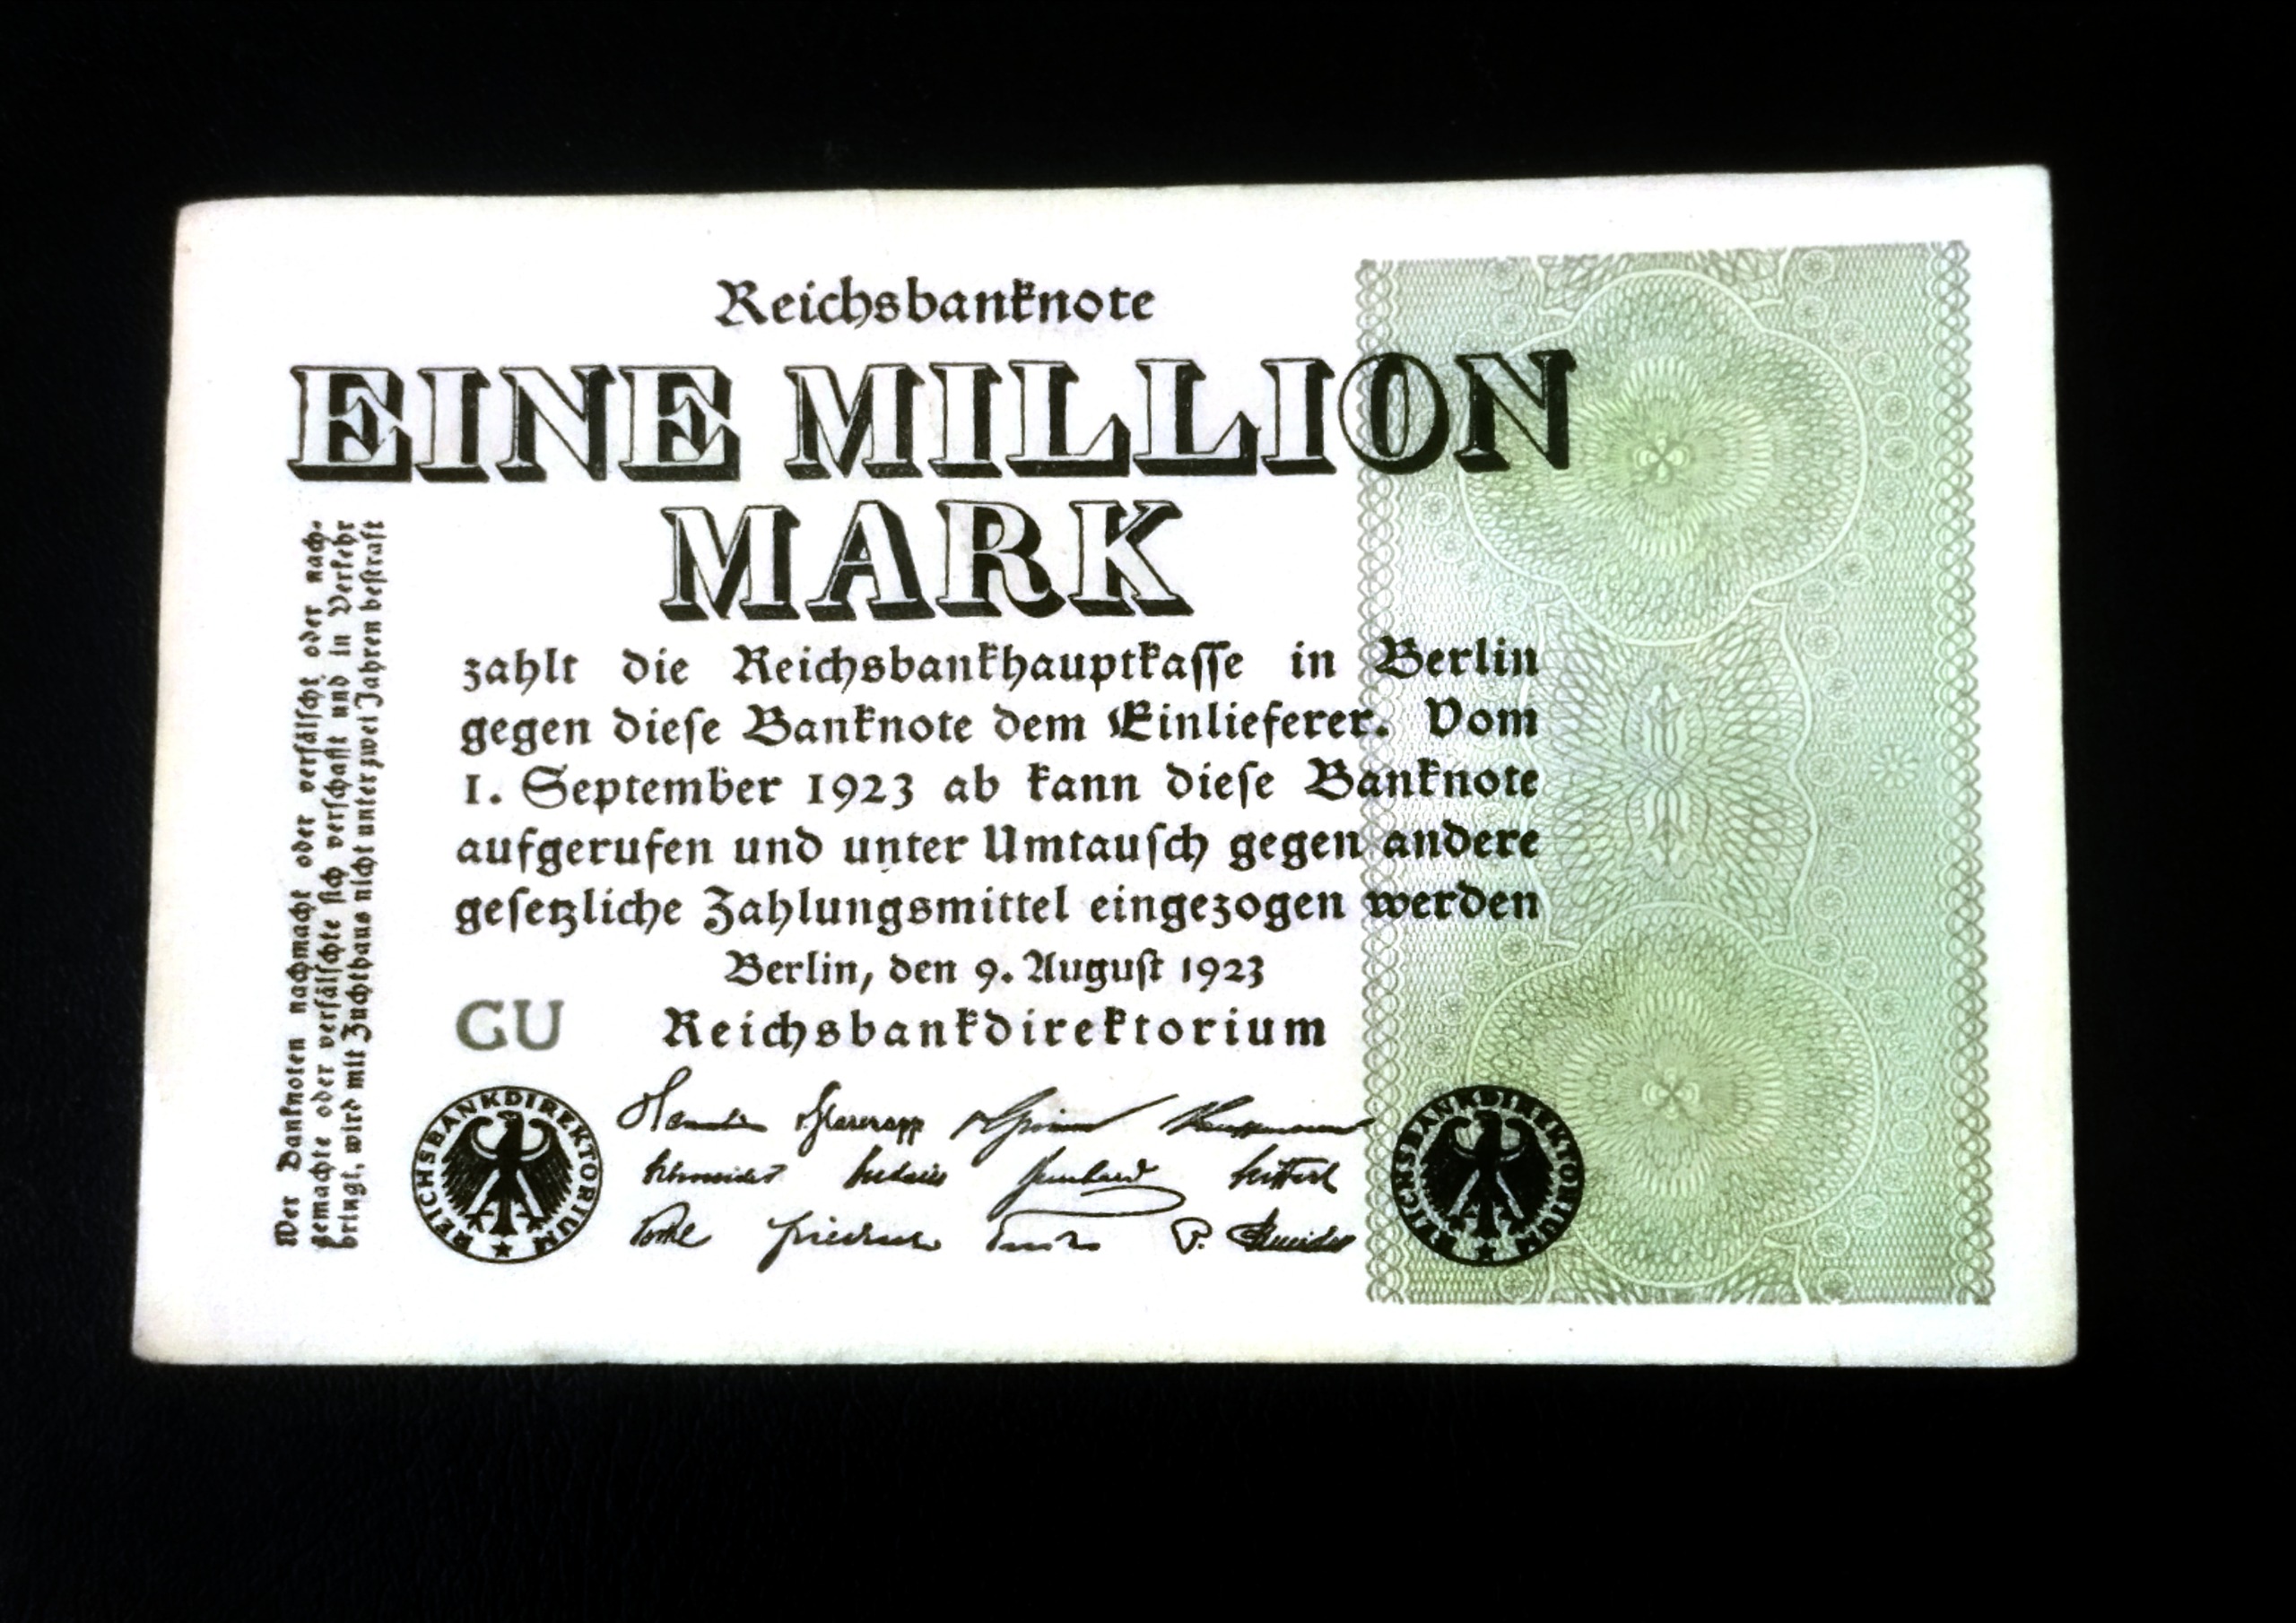 Reichsbanknote
EINE MILLION
MARK
zahlt die Reichsbankhauptkasse in Berlin
gegen diese Banknote dem Einlieferer. Vom
1. September 1923 ab kann diese Banknote
aufgerufen und unter Umtausch gegen andere
gesetzliche Zahlungsmittel eingezogen werden
Berlin, den 9. August 1923
GU
Reichsbankdirektorium
REICHSBANKDIREKTORIUM
REICHSBANKDIREKTORIUM
Wer Banknoten nachmacht oder verfälscht oder nach-
gemachte oder verfälschte sich verschafft und in Verkehr
bringt, wird mit Zuchthaus nicht unter zwei Jahren bestraft